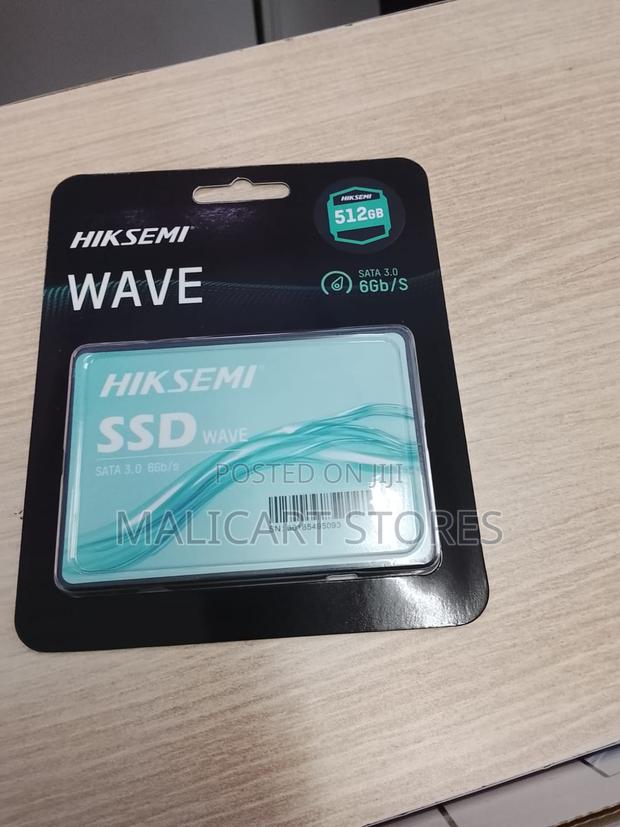 HIKSEMI
512GB
HIKSEMI
WAVE
SATA 3.0
6Gb/S
HIKSEMI
SSD WAVE
SATA 3.0 6Gb/s
POSTED ON JIJI
MALICART STORES